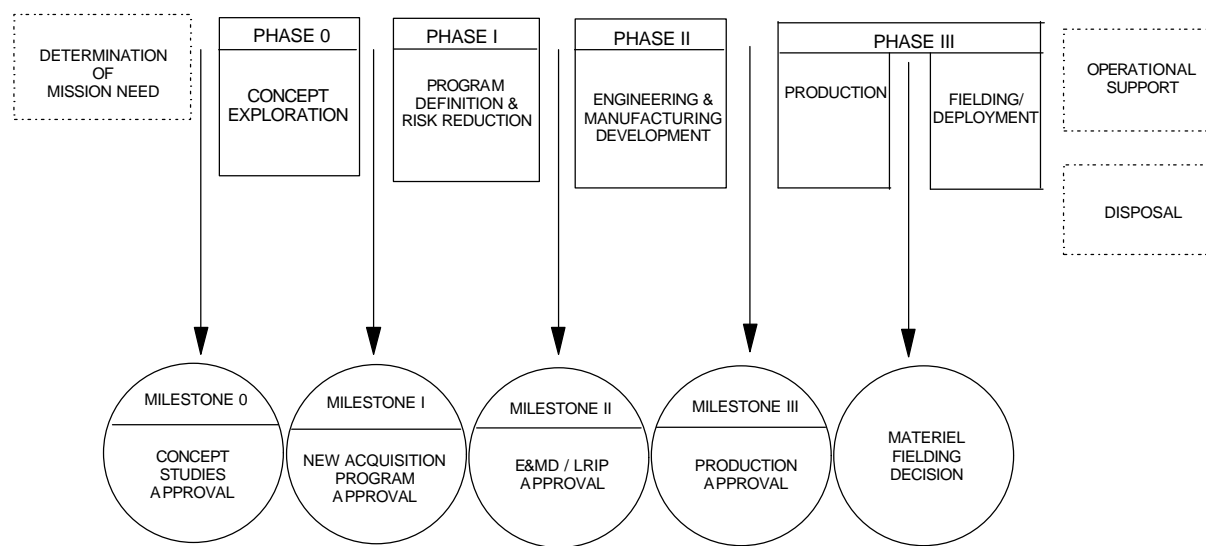 DETERMINATION
OF
MISSION NEED
PHASE 0
CONCEPT
EXPLORATION
PHASE I
PROGRAM
DEFINITION &
RISK REDUCTION
PHASE II
ENGINEERING &
MANUFACTURING
DEVELOPMENT
PHASE III
PRODUCTION
FIELDING/
DEPLOYMENT
OPERATIONAL
SUPPORT
DISPOSAL
MILESTONE 0
CONCEPT
STUDIES
APPROVAL
MILESTONE I
NEW ACQUISITION
PROGRAM
APPROVAL
MILESTONE II
E&MD / LRIP
APPROVAL
MILESTONE III
PRODUCTION
APPROVAL
MATERIEL
FIELDING
DECISION